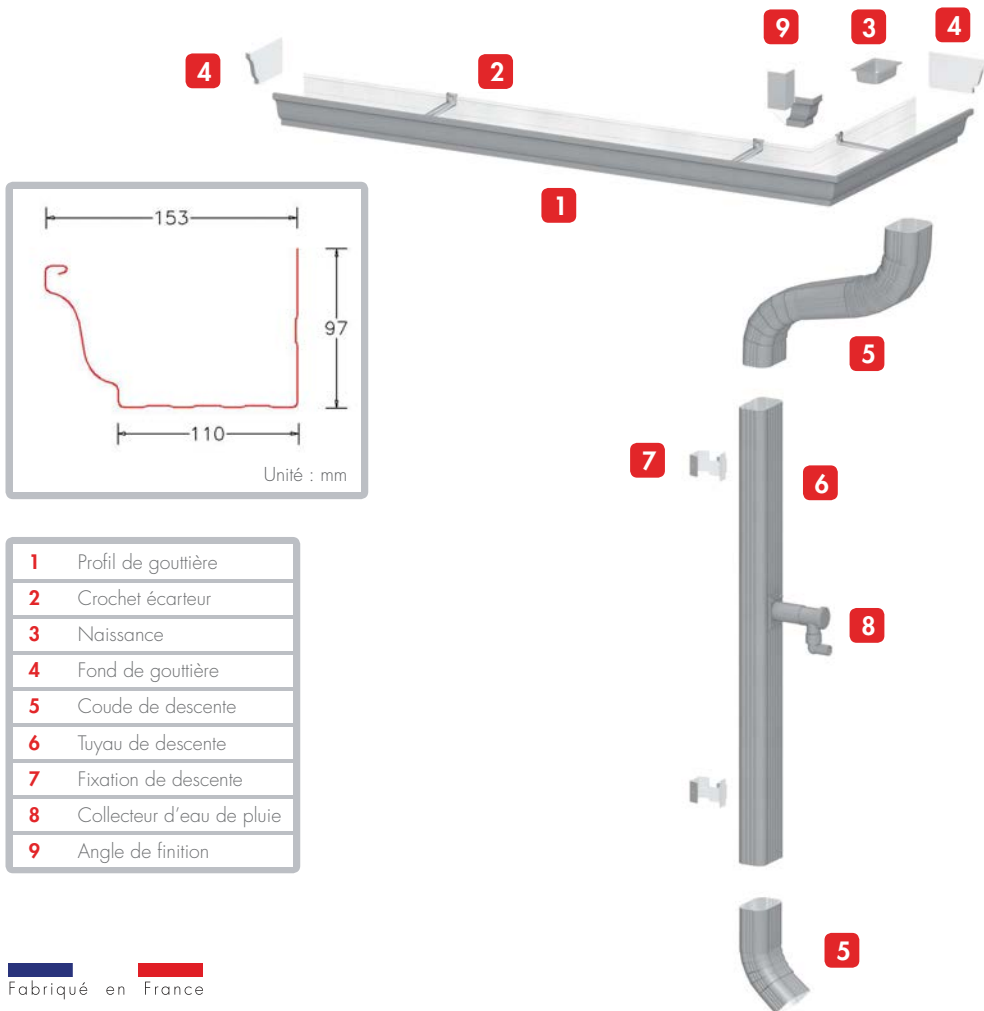 9
3
4
4
2
1
153
97
110
Unité : mm
5
7
6
8
5
1 Profil de gouttière
2 Crochet écarteur
3 Naissance
4 Fond de gouttière
5 Coude de descente
6 Tuyau de descente
7 Fixation de descente
8 Collecteur d'eau de pluie
9 Angle de finition
Fabriqué en France